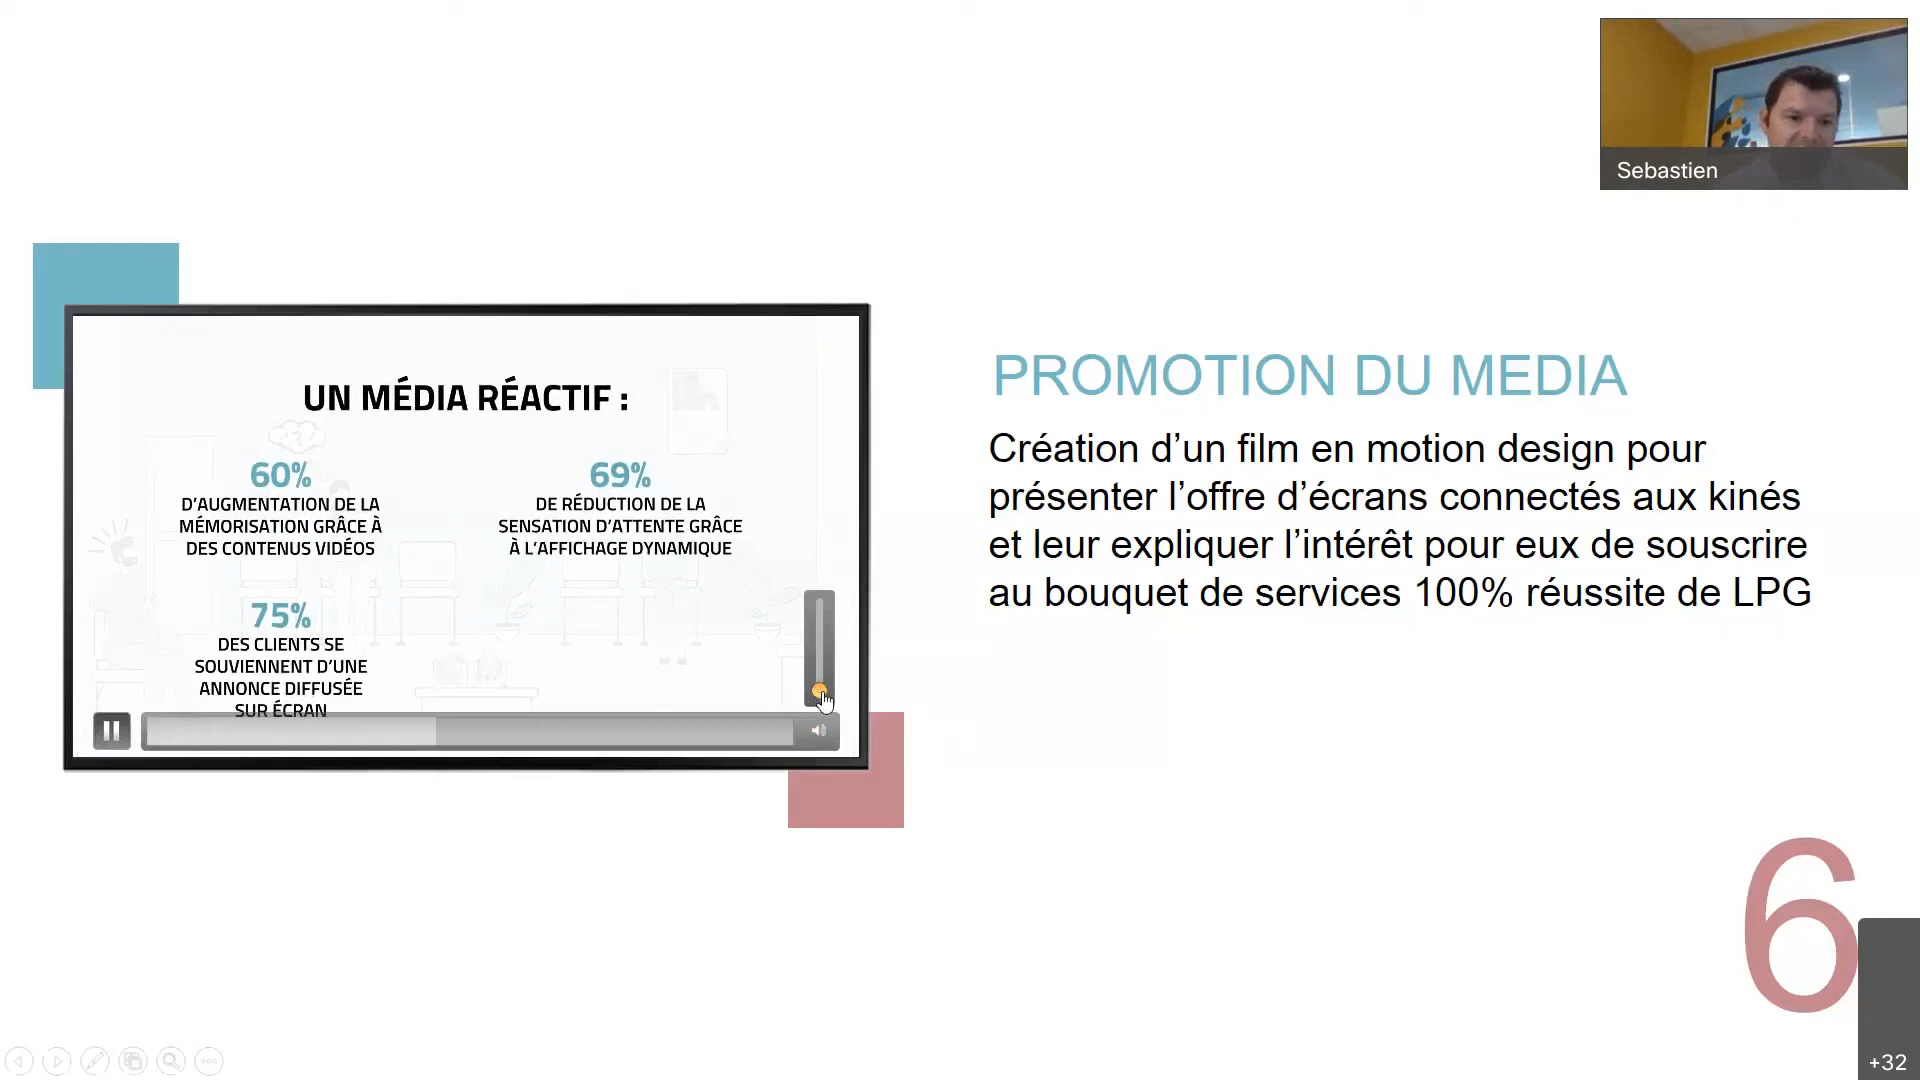 Sebastien
UN MÉDIA RÉACTIF :
60%
D'AUGMENTATION DE LA
MÉMORISATION GRÂCE À
DES CONTENUS VIDÉOS
69%
DE RÉDUCTION DE LA
SENSATION D'ATTENTE GRÂCE
À L'AFFICHAGE DYNAMIQUE
75%
DES CLIENTS SE
SOUVIENNENT D'UNE
ANNONCE DIFFUSÉE
SUR ÉCRAN
PROMOTION DU MEDIA
Création d’un film en motion design pour
présenter l’offre d’écrans connectés aux kinés
et leur expliquer l’intérêt pour eux de souscrire
au bouquet de services 100% réussite de LPG
6
+32